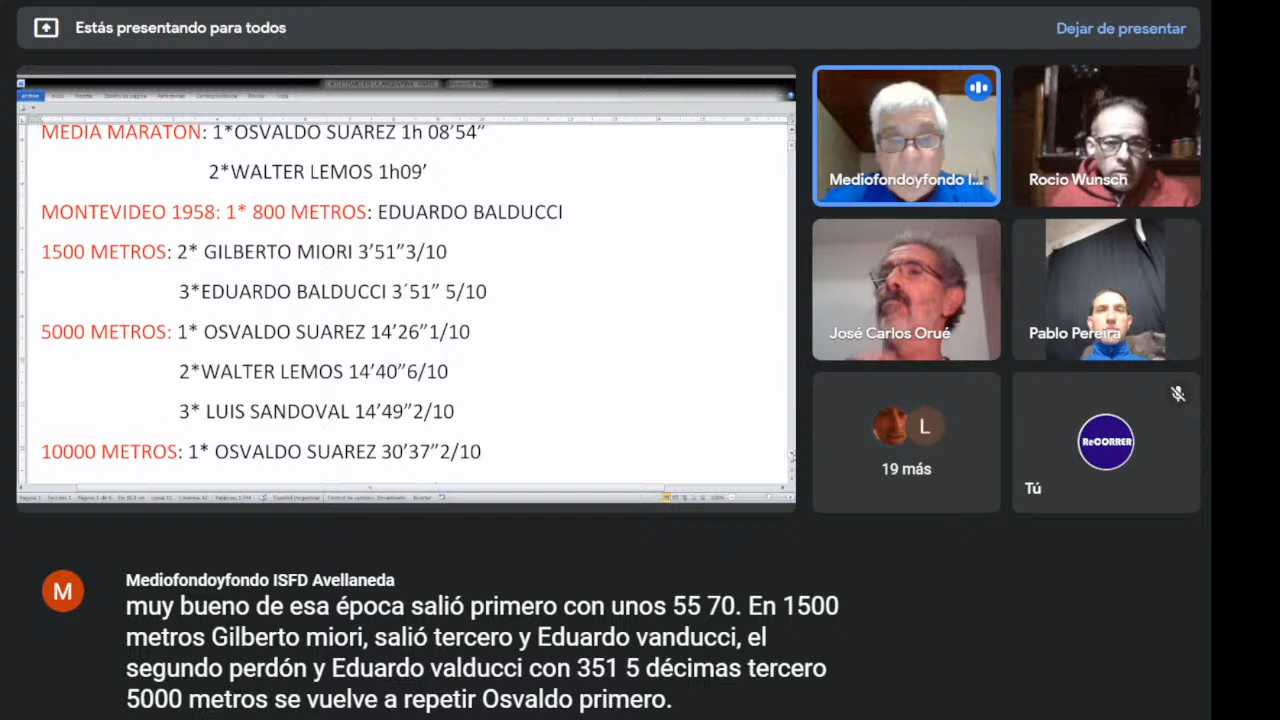 Estás presentando para todos
Dejar de presentar
MEDIA MARATON: 1*OSVALDO SUAREZ 1h 08´54”
2*WALTER LEMOS 1h09’
MONTEVIDEO 1958: 1* 800 METROS: EDUARDO BALDUCCI
1500 METROS: 2* GILBERTO MIORI 3’51”3/10
3*EDUARDO BALDUCCI 3´51” 5/10
5000 METROS: 1* OSVALDO SUAREZ 14’26”1/10
2*WALTER LEMOS 14’40”6/10
3* LUIS SANDOVAL 14’49”2/10
10000 METROS: 1* OSVALDO SUAREZ 30’37”2/10
Mediofondoyfondo I...
Rocio Wunsch
José Carlos Orué
Pablo Pereira
L
19 más
ReCORRER
Tú
M
Mediofondoyfondo ISFD Avellaneda
muy bueno de esa época salió primero con unos 55 70. En 1500
metros Gilberto miori, salió tercero y Eduardo vanducci, el
segundo perdón y Eduardo valducci con 351 5 décimas tercero
5000 metros se vuelve a repetir Osvaldo primero.